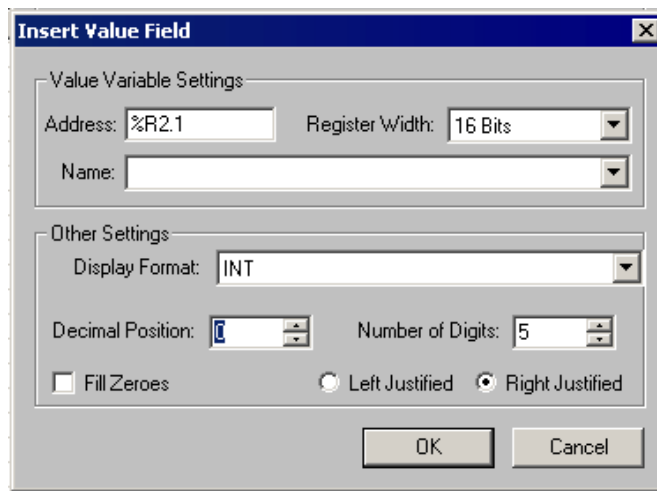 Insert Value Field
Value Variable Settings
Address: %R2.1 Register Width: 16 Bits
Name:
Other Settings
Display Format: INT
Decimal Position: 0 Number of Digits: 5
Fill Zeroes Left Justified Right Justified
OK Cancel